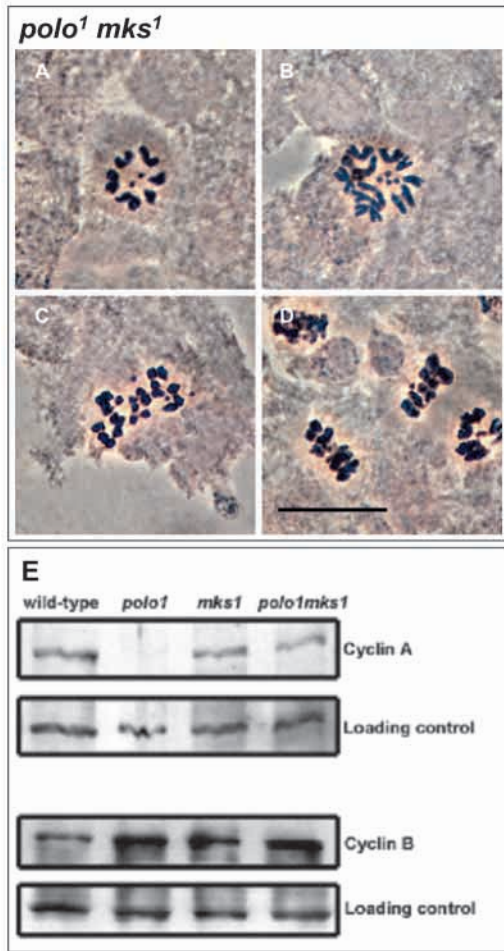 polo¹ mks¹
A B
C D
E
wild-type polo1 mks1 polo1mks1
Cyclin A
Loading control
Cyclin B
Loading control